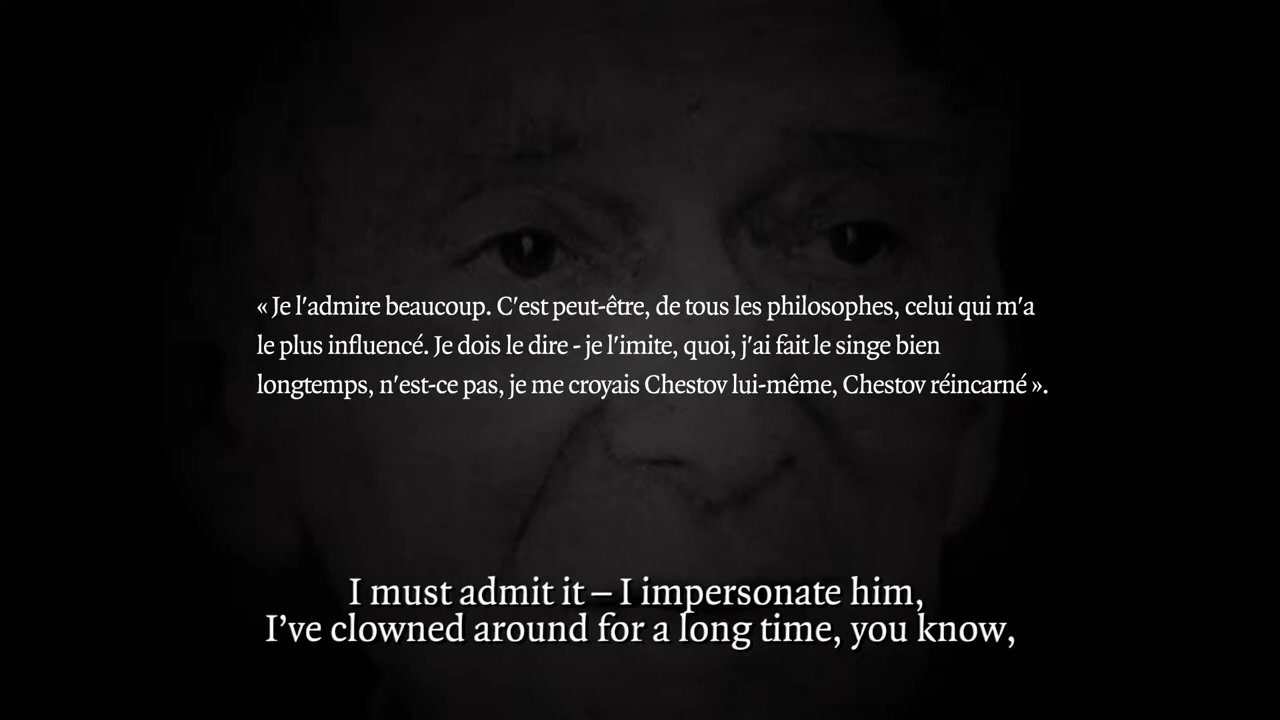 « Je l'admire beaucoup. C'est peut-être, de tous les philosophes, celui qui m'a
le plus influencé. Je dois le dire - je l'imite, quoi, j'ai fait le singe bien
longtemps, n'est-ce pas, je me croyais Chestov lui-même, Chestov réincarné ».
I must admit it – I impersonate him,
I’ve clowned around for a long time, you know,